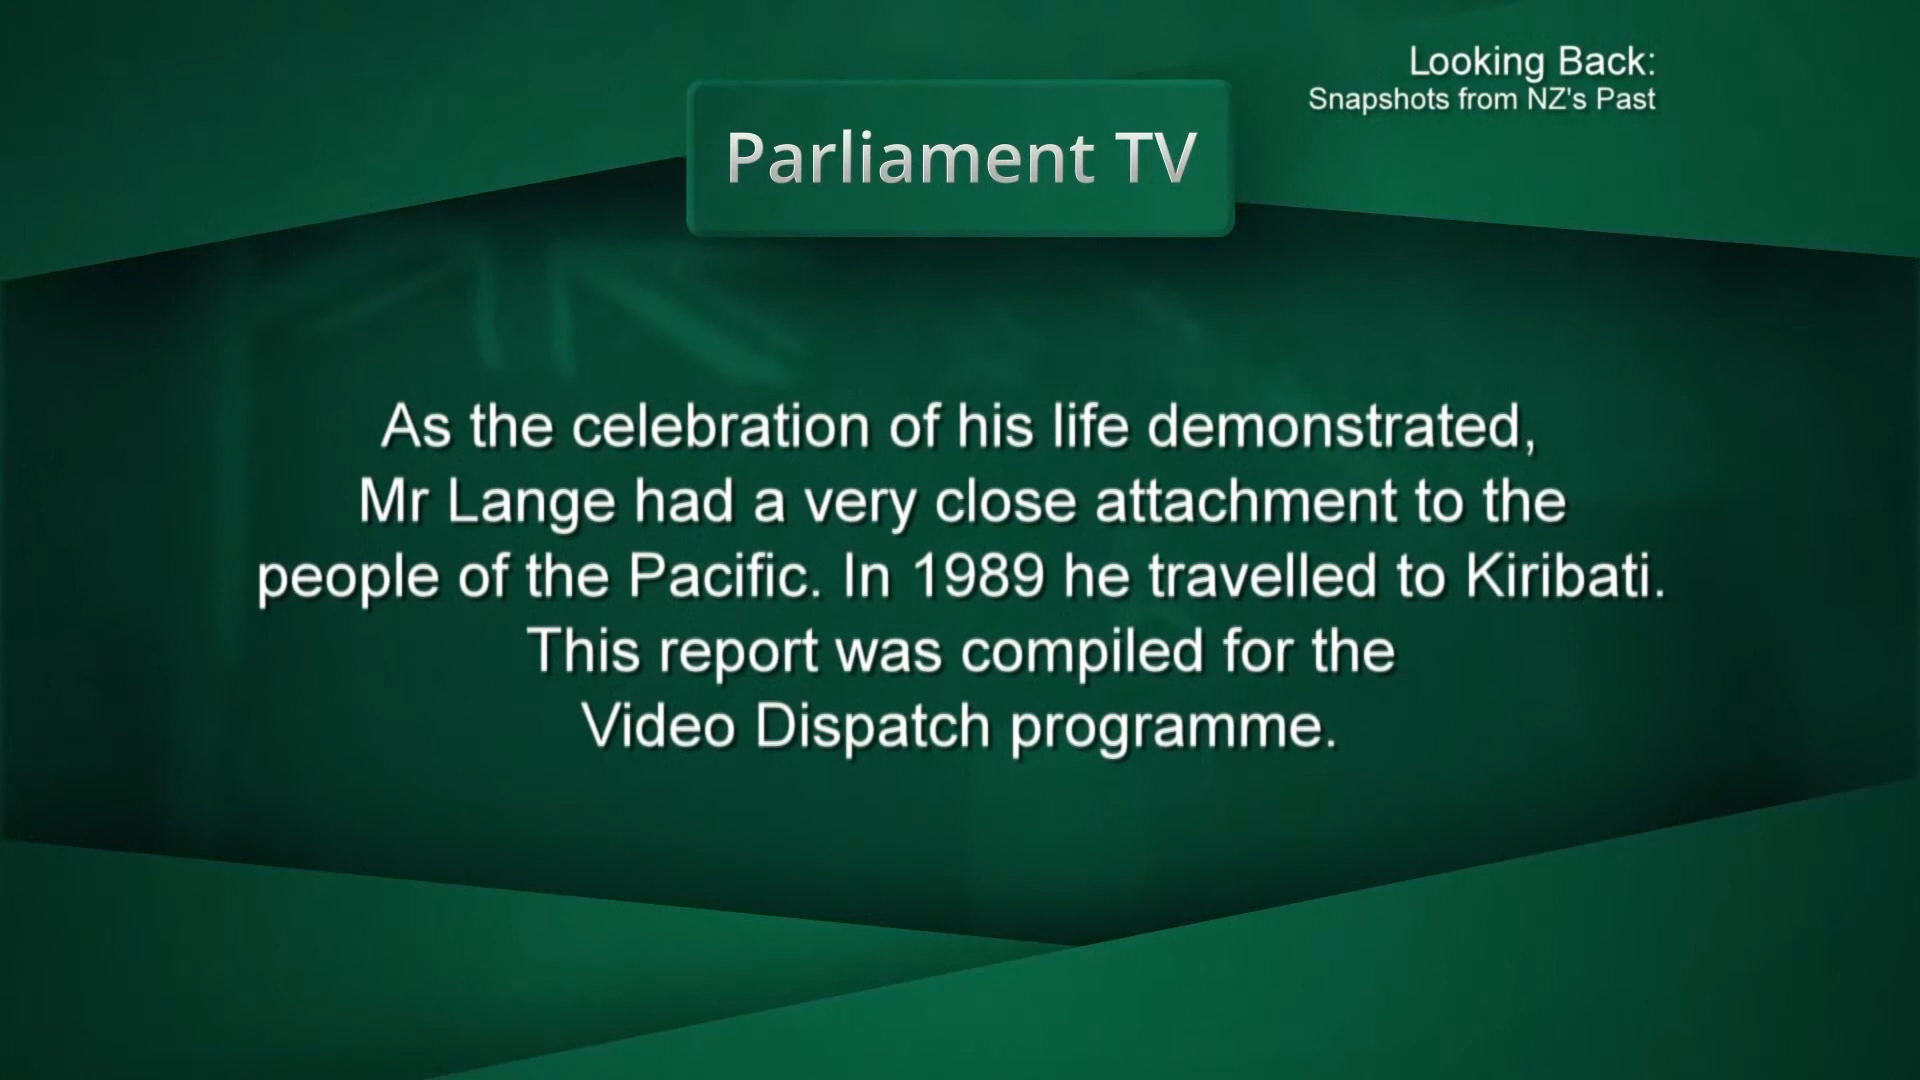 Looking Back:
Snapshots from NZ's Past
Parliament TV
As the celebration of his life demonstrated,
Mr Lange had a very close attachment to the
people of the Pacific. In 1989 he travelled to Kiribati.
This report was compiled for the
Video Dispatch programme.